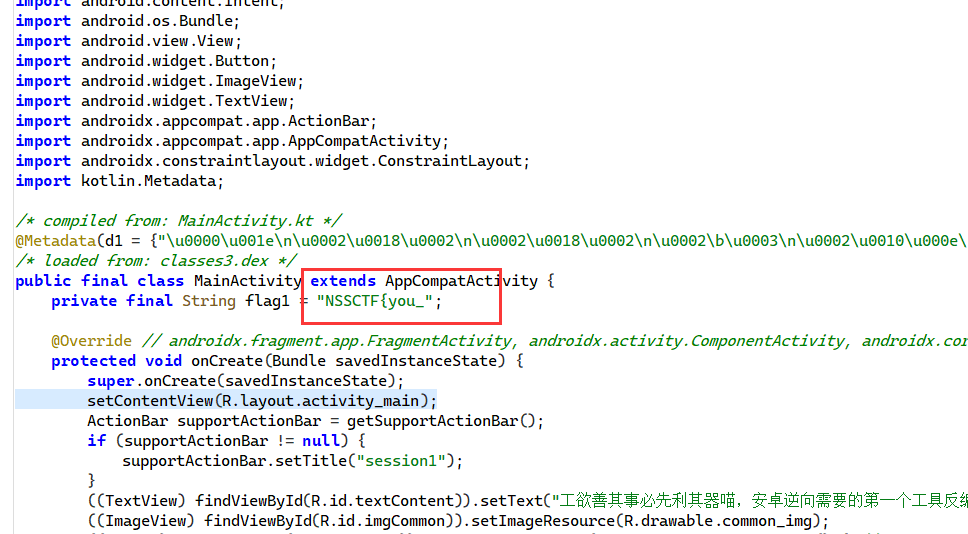 import android.content.Intent;
import android.os.Bundle;
import android.view.View;
import android.widget.Button;
import android.widget.ImageView;
import android.widget.TextView;
import androidx.appcompat.app.ActionBar;
import androidx.appcompat.app.AppCompatActivity;
import androidx.constraintlayout.widget.ConstraintLayout;
import kotlin.Metadata;

/* compiled from: MainActivity.kt */
@Metadata(d1 = {"\u0000\u001e\n\u0002\u0018\u0002\n\u0002\u0018\u0002\n\u0002\b\u0003\n\u0002\u0010\u000e\
/* loaded from: classes3.dex */
public final class MainActivity extends AppCompatActivity {
    private final String flag1 = "NSSCTF{you_";

    @Override // androidx.fragment.app.FragmentActivity, androidx.activity.ComponentActivity, androidx.cor
    protected void onCreate(Bundle savedInstanceState) {
        super.onCreate(savedInstanceState);
        setContentView(R.layout.activity_main);
        ActionBar supportActionBar = getSupportActionBar();
        if (supportActionBar != null) {
            supportActionBar.setTitle("session1");
        }
        ((TextView) findViewById(R.id.textContent)).setText("工欲善其事必先利其器喵，安卓逆向需要的第一个工具反编
        ((ImageView) findViewById(R.id.imgCommon)).setImageResource(R.drawable.common_img);